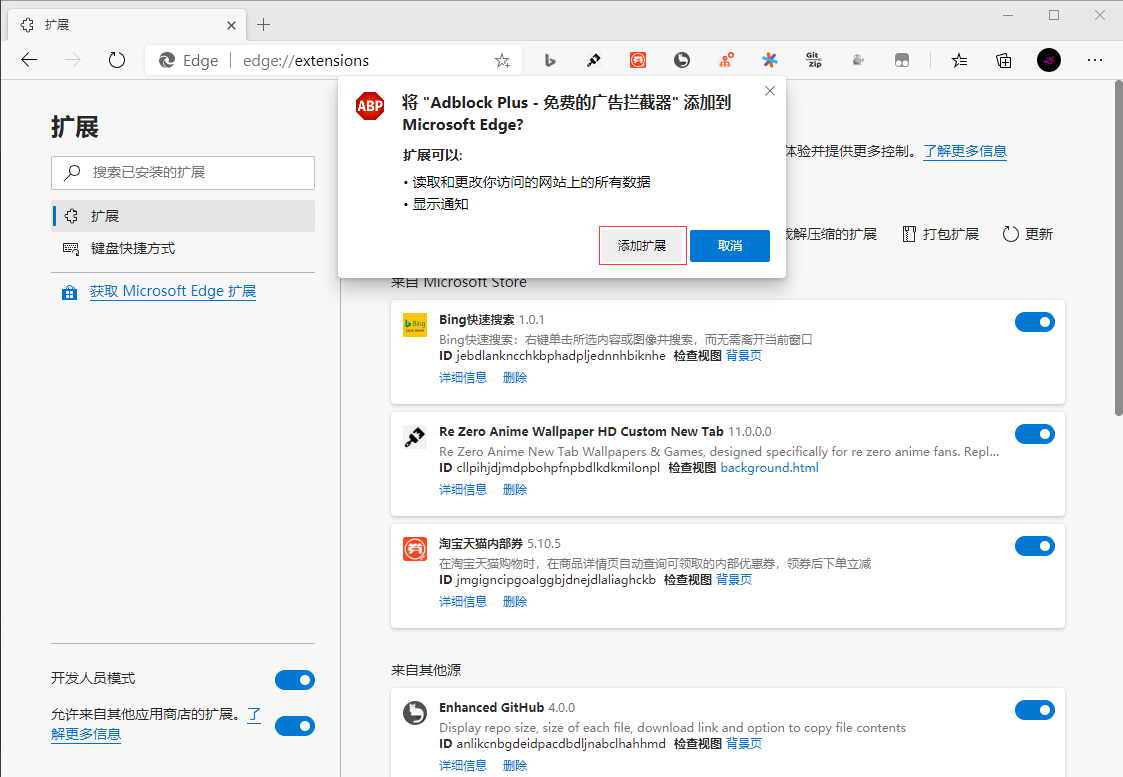 扩展
Edge
edge://extensions
Git
zip
扩展
搜索已安装的扩展
扩展
键盘快捷方式
获取 Microsoft Edge 扩展
开发人员模式
允许来自其他应用商店的扩展。了
解更多信息
ABP
将 "Adblock Plus - 免费的广告拦截器" 添加到
Microsoft Edge?
扩展可以:
• 读取和更改你访问的网站上的所有数据
• 显示通知
添加扩展
取消
体验并提供更多控制。了解更多信息
解压缩的扩展
打包扩展
更新
来自 Microsoft Store
Bing
Bing快速搜索 1.0.1
Bing快速搜索：右键单击所选内容或图像并搜索，而无需离开当前窗口
ID jebdlankncchkbphadpljednnhbiknhe 检查视图 背景页
详细信息 删除
Re Zero Anime Wallpaper HD Custom New Tab 11.0.0.0
Re Zero Anime New Tab Wallpapers & Games, designed specifically for re zero anime fans. Repl...
ID cllpihjdjmdpbohpfnpbdlkdkmilonpl 检查视图 background.html
详细信息 删除
券
淘宝天猫内部券 5.10.5
在淘宝天猫购物时，在商品详情页自动查询可领取的内部优惠券，领券后下单立减
ID jmgigncipgoalggbjdnejdlaliaghckb 检查视图 背景页
详细信息 删除
来自其他源
Enhanced GitHub 4.0.0
Display repo size, size of each file, download link and option to copy file contents
ID anlikcnbgdeidpacdbdljnabclhahhmd 检查视图 背景页
详细信息 删除